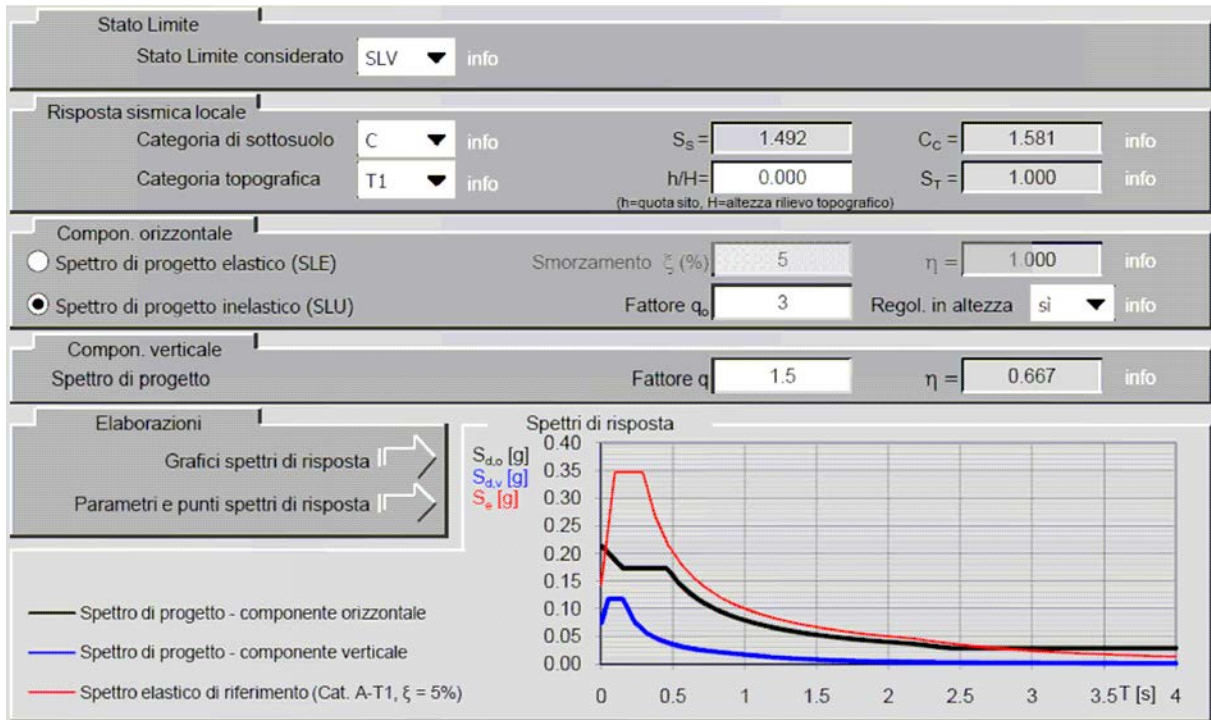 Stato Limite
Stato Limite considerato SLV info
Risposta sismica locale
Categoria di sottosuolo C info S_S = 1.492 C_C = 1.581 info
Categoria topografica T1 info h/H= 0.000 S_T = 1.000 info
(h=quota sito, H=altezza rilievo topografico)
Compon. orizzontale
Spettro di progetto elastico (SLE) Smorzamento ξ (%) 5 η = 1.000 info
Spettro di progetto inelastico (SLU) Fattore q_o 3 Regol. in altezza sì info
Compon. verticale
Spettro di progetto Fattore q 1.5 η = 0.667 info
Elaborazioni
Grafici spettri di risposta
Parametri e punti spettri di risposta
Spettri di risposta
S_d,o [g]
S_d,v [g]
S_e [g]
0.40
0.35
0.30
0.25
0.20
0.15
0.10
0.05
0.00
0 0.5 1 1.5 2 2.5 3 3.5 T [s] 4
Spettro di progetto - componente orizzontale
Spettro di progetto - componente verticale
Spettro elastico di riferimento (Cat. A-T1, ξ = 5%)